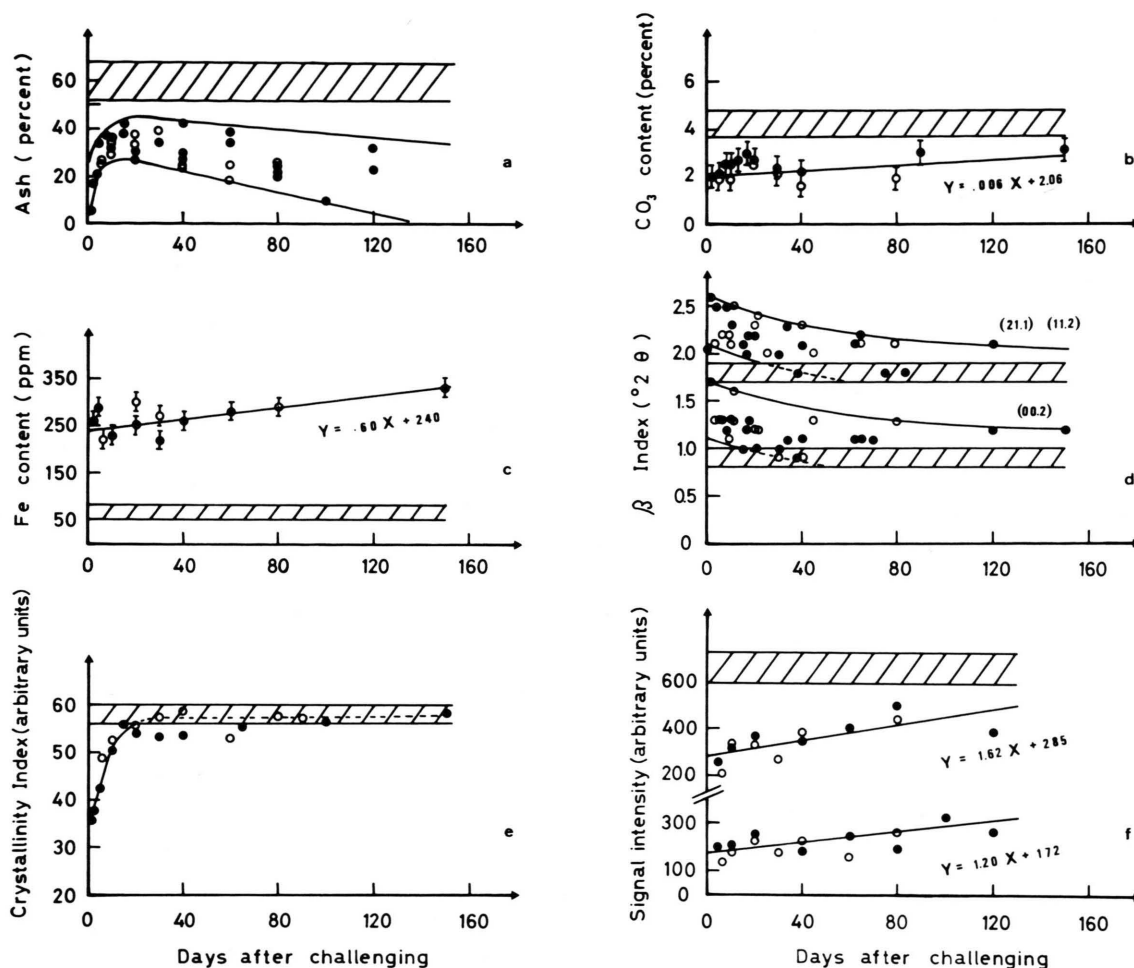 Ash ( percent)
60
40
20
0
0 40 80 120 160
a
CO3 content (percent)
6
4
2
0
0 40 80 120 160
Y = .006 X + 2.06
b
Fe content ( ppm)
350
250
150
50
0 40 80 120 160
Y = .60 X + 240
c
β Index ( °2 θ )
2.5
2.0
1.5
1.0
0.5
0
0 40 80 120 160
(21.1) (11.2)
(00.2)
d
Crystallinity Index (arbitrary units)
60
50
40
30
20
0 40 80 120 160
e
Days after challenging
Signal intensity (arbitrary units)
600
400
200
300
200
100
0
0 40 80 120 160
Y = 1.62 X + 285
Y = 1.20 X + 172
f
Days after challenging